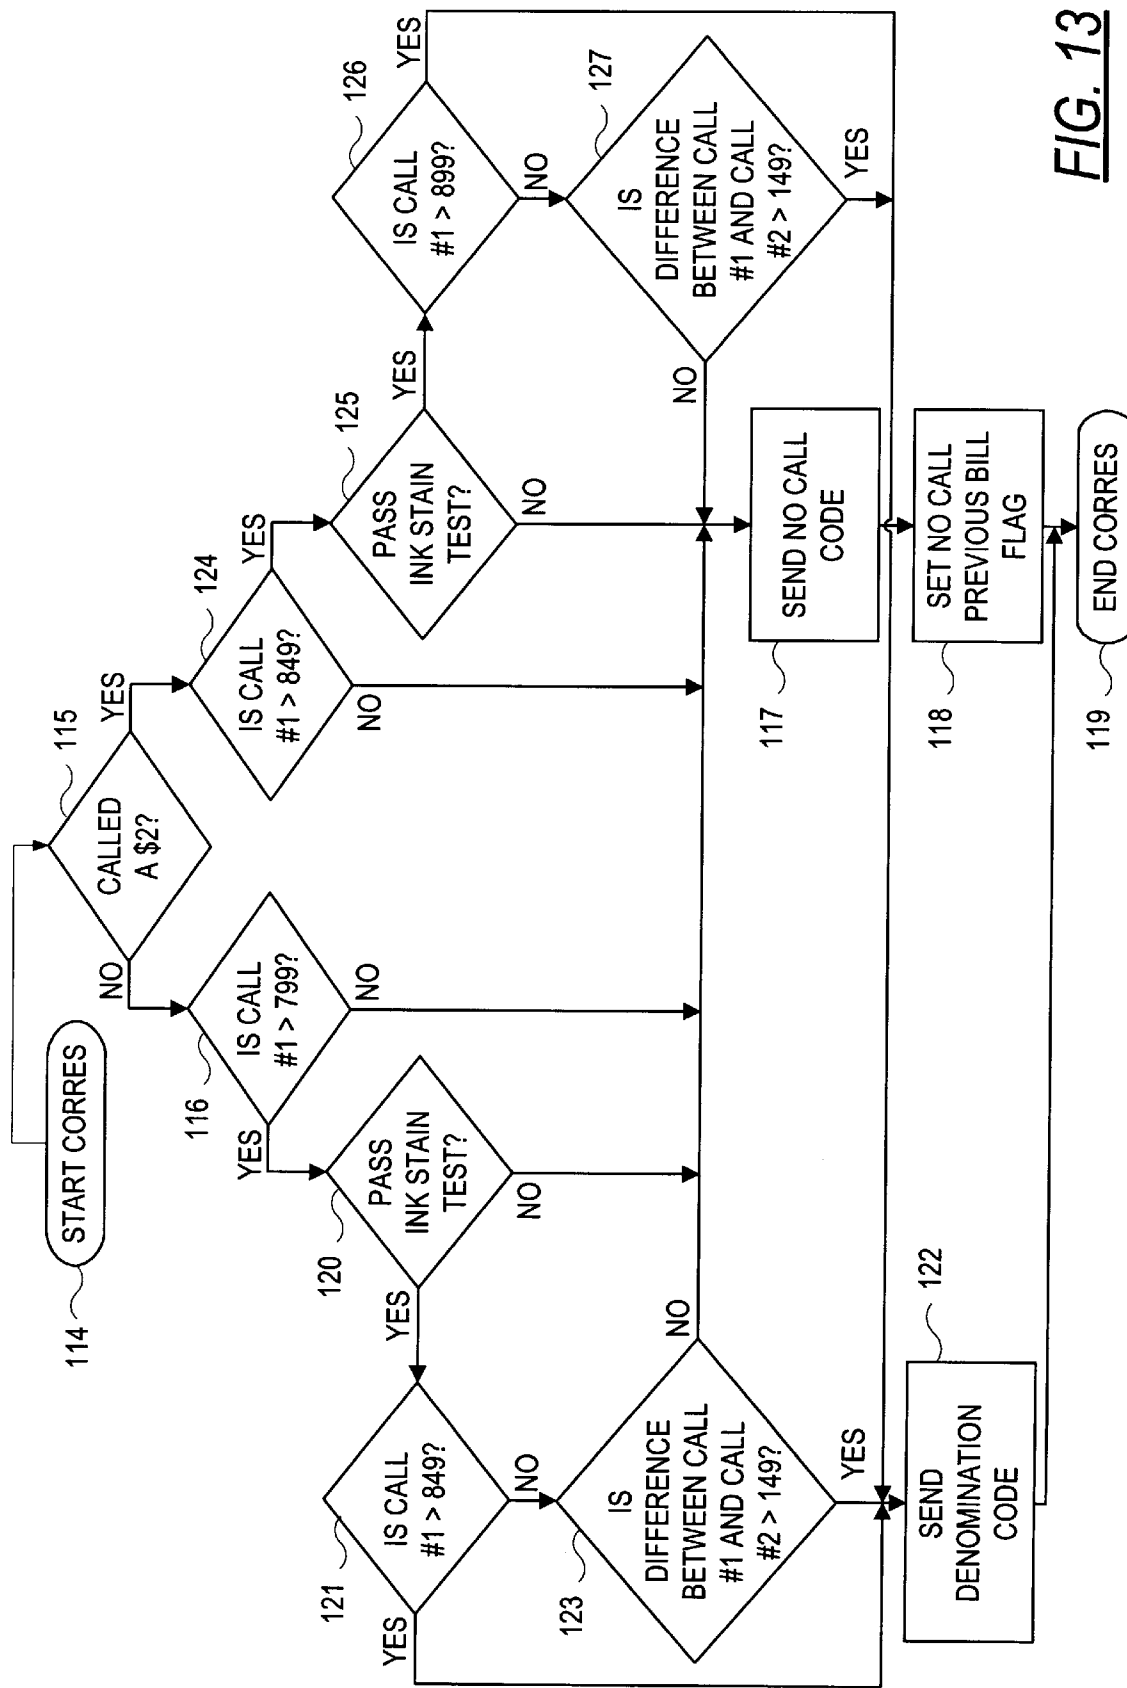 START CORRES
114
CALLED
A $2?
115
NO
YES
IS CALL
#1 > 799?
116
YES
NO
IS CALL
#1 > 849?
124
YES
NO
PASS
INK STAIN
TEST?
120
YES
NO
PASS
INK STAIN
TEST?
125
YES
NO
IS CALL
#1 > 849?
121
YES
NO
IS CALL
#1 > 899?
126
YES
NO
IS
DIFFERENCE
BETWEEN CALL
#1 AND CALL
#2 > 149?
123
NO
YES
IS
DIFFERENCE
BETWEEN CALL
#1 AND CALL
#2 > 149?
127
NO
YES
SEND NO CALL
CODE
117
SEND
DENOMINATION
CODE
122
SET NO CALL
PREVIOUS BILL
FLAG
118
END CORRES
119
FIG. 13